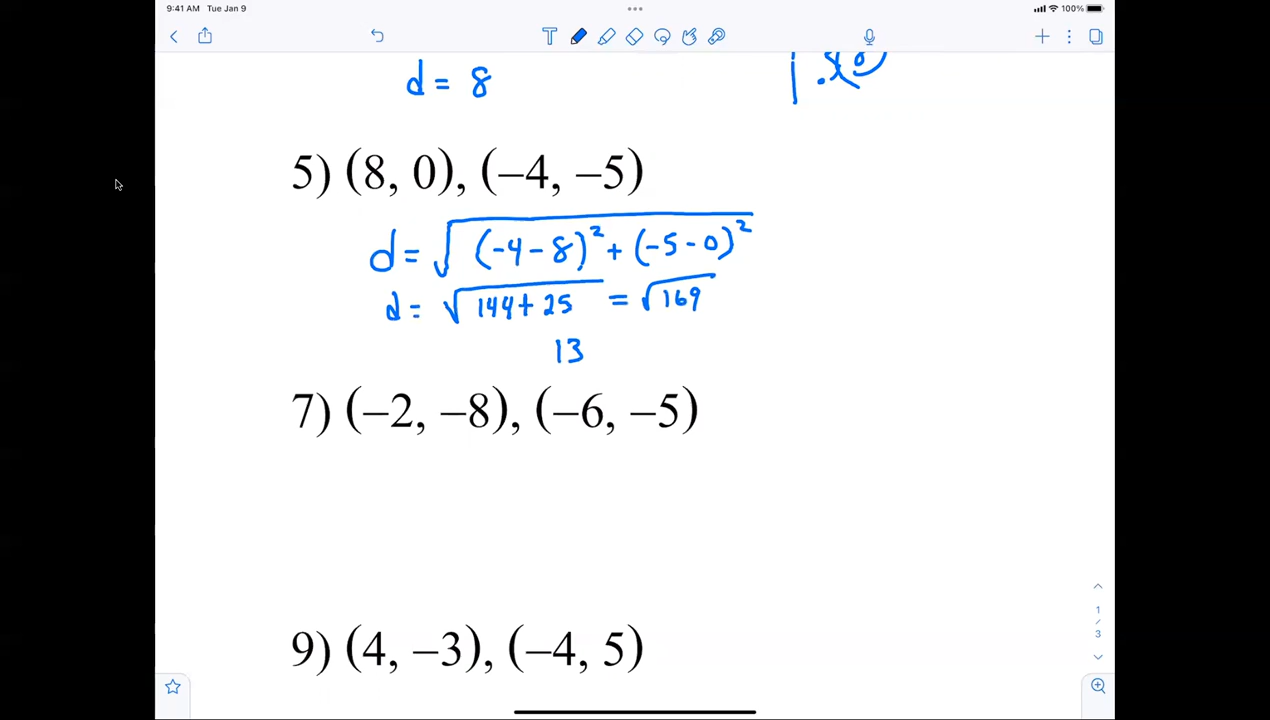 9:41 AM Tue Jan 9
100%
T
d = 8
5) (8, 0), (–4, –5)
d = √(-4-8)² + (-5-0)²
d = √144+25 = √169
13
7) (–2, –8), (–6, –5)
9) (4, –3), (–4, 5)
1
/
3